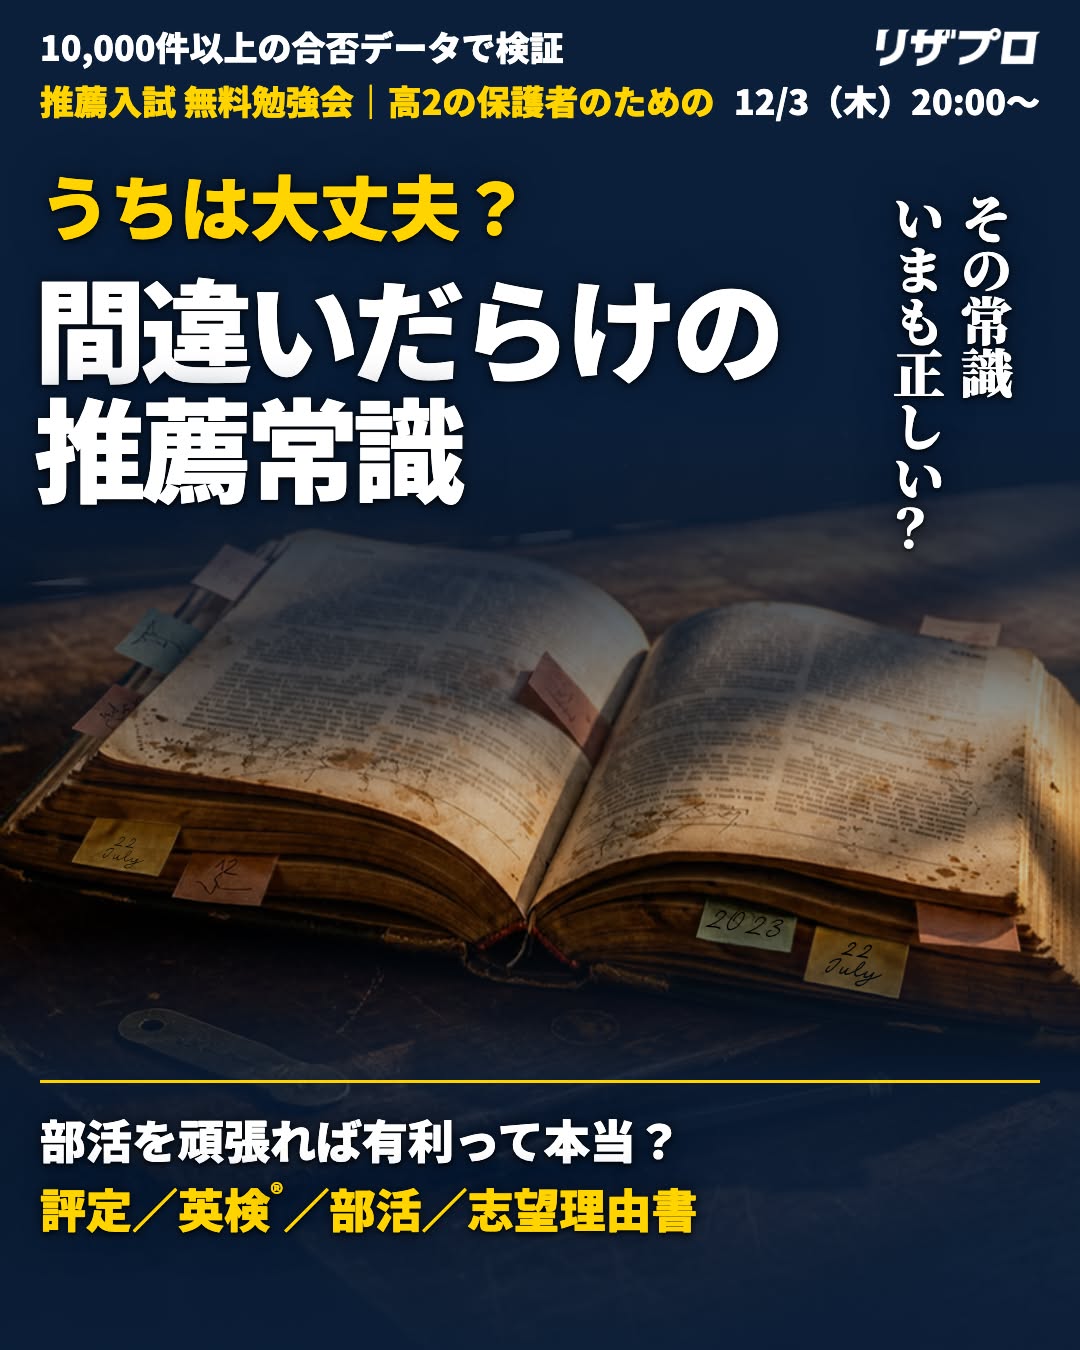 10,000件以上の合否データで検証
リザプロ
推薦入試 無料勉強会｜高2の保護者のための 12/3（木）20:00〜
うちは大丈夫？
間違いだらけの
推薦常識
その常識
いまも正しい？
22
July
2023
22
July
部活を頑張れば有利って本当？
評定／英検®／部活／志望理由書